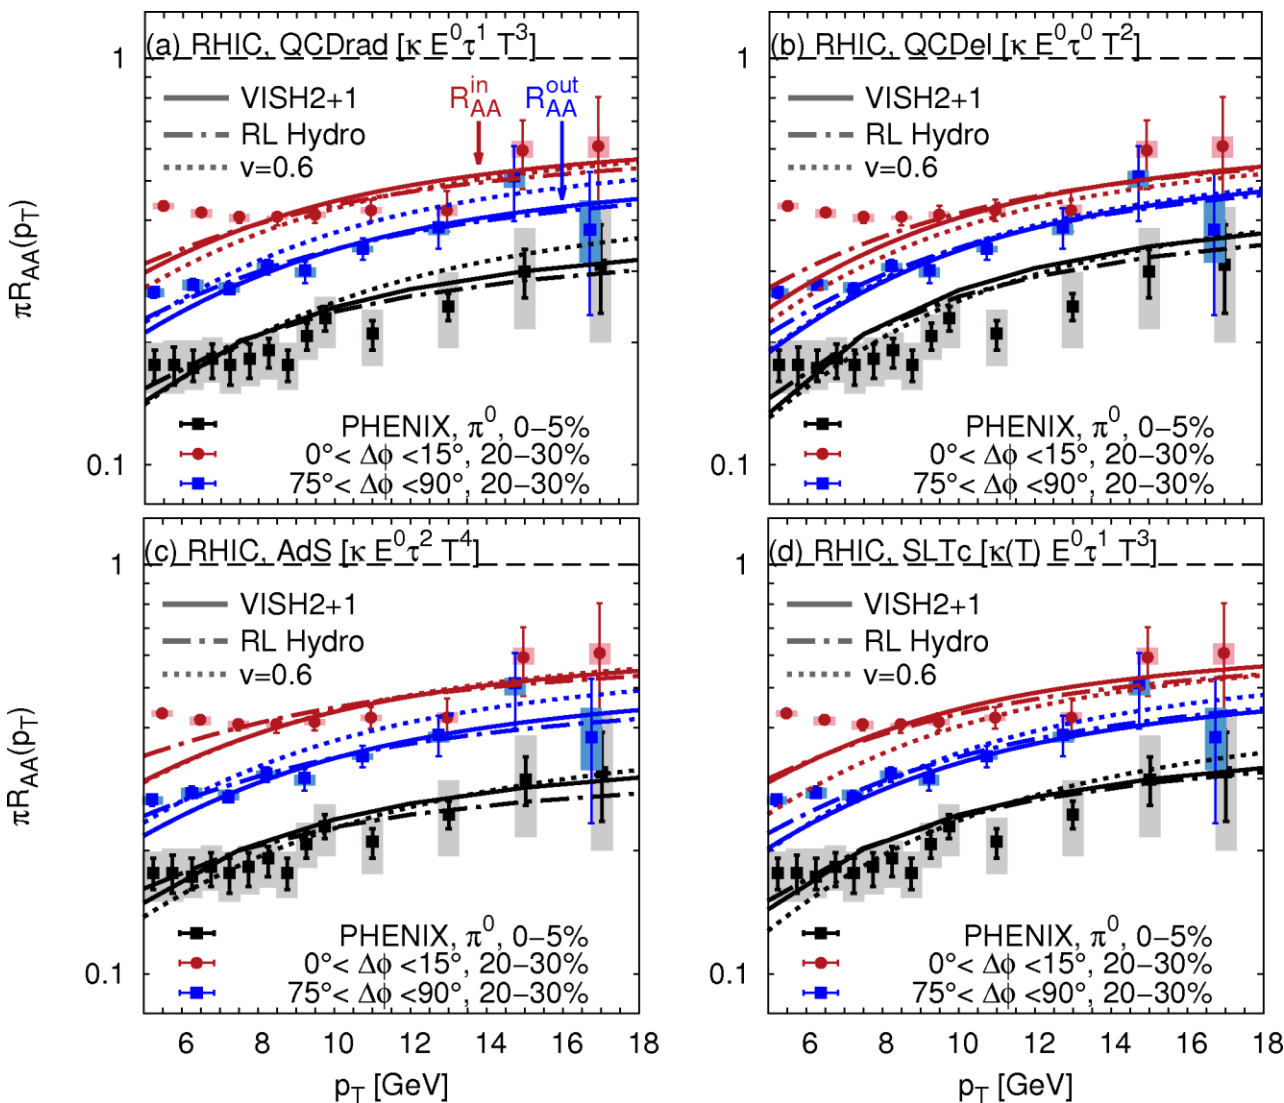 (a) RHIC, QCDrad [κ E⁰τ¹ T³]
1
VISH2+1
RL Hydro
v=0.6
R_AA^in
R_AA^out
πR_AA(p_T)
PHENIX, π⁰, 0−5%
0°< Δϕ <15°, 20−30%
75°< Δϕ <90°, 20−30%
0.1
(b) RHIC, QCDel [κ E⁰τ⁰ T²]
1
VISH2+1
RL Hydro
v=0.6
πR_AA(p_T)
PHENIX, π⁰, 0−5%
0°< Δϕ <15°, 20−30%
75°< Δϕ <90°, 20−30%
0.1
(c) RHIC, AdS [κ E⁰τ² T⁴]
1
VISH2+1
RL Hydro
v=0.6
πR_AA(p_T)
PHENIX, π⁰, 0−5%
0°< Δϕ <15°, 20−30%
75°< Δϕ <90°, 20−30%
0.1
6 8 10 12 14 16 18
p_T [GeV]
(d) RHIC, SLTc [κ(T) E⁰τ¹ T³]
1
VISH2+1
RL Hydro
v=0.6
πR_AA(p_T)
PHENIX, π⁰, 0−5%
0°< Δϕ <15°, 20−30%
75°< Δϕ <90°, 20−30%
0.1
6 8 10 12 14 16 18
p_T [GeV]